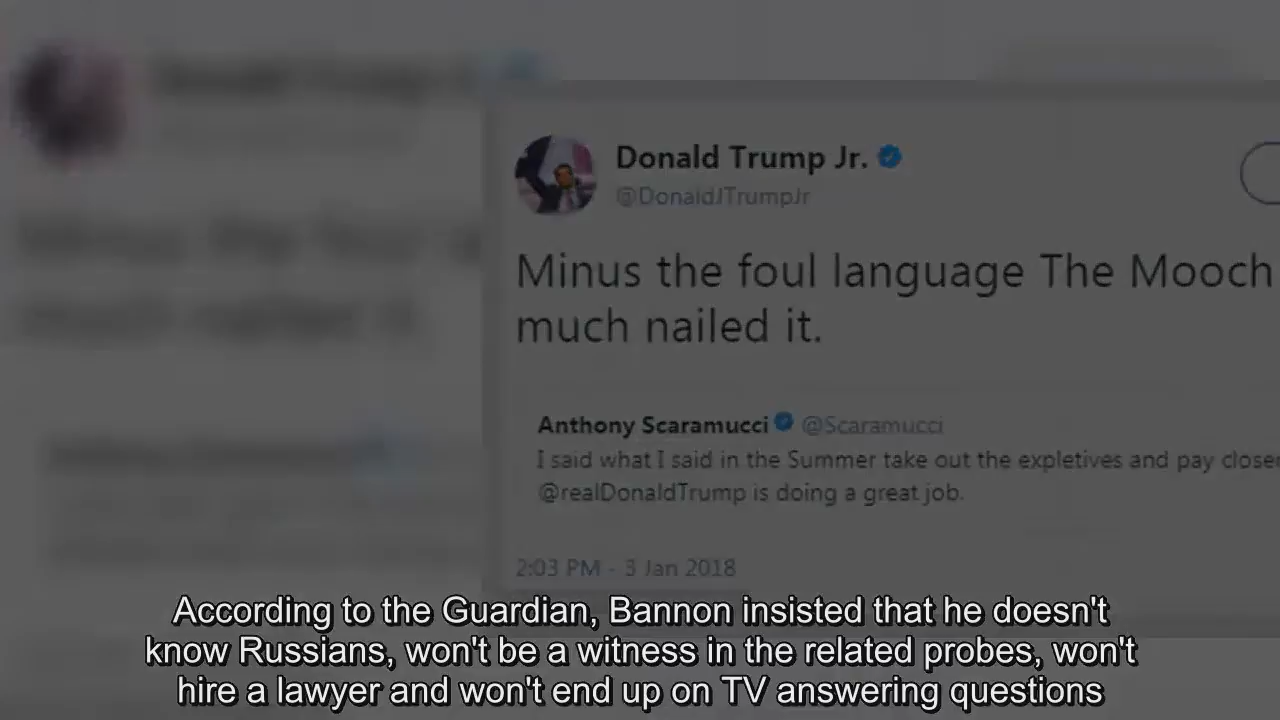 Donald Trump Jr.
@DonaldJTrumpJr
Minus the foul language The Mooch
much nailed it.
Anthony Scaramucci @Scaramucci
I said what I said in the Summer take out the expletives and pay close
@realDonaldTrump is doing a great job.
2:03 PM - 3 Jan 2018
According to the Guardian, Bannon insisted that he doesn't
know Russians, won't be a witness in the related probes, won't
hire a lawyer and won't end up on TV answering questions